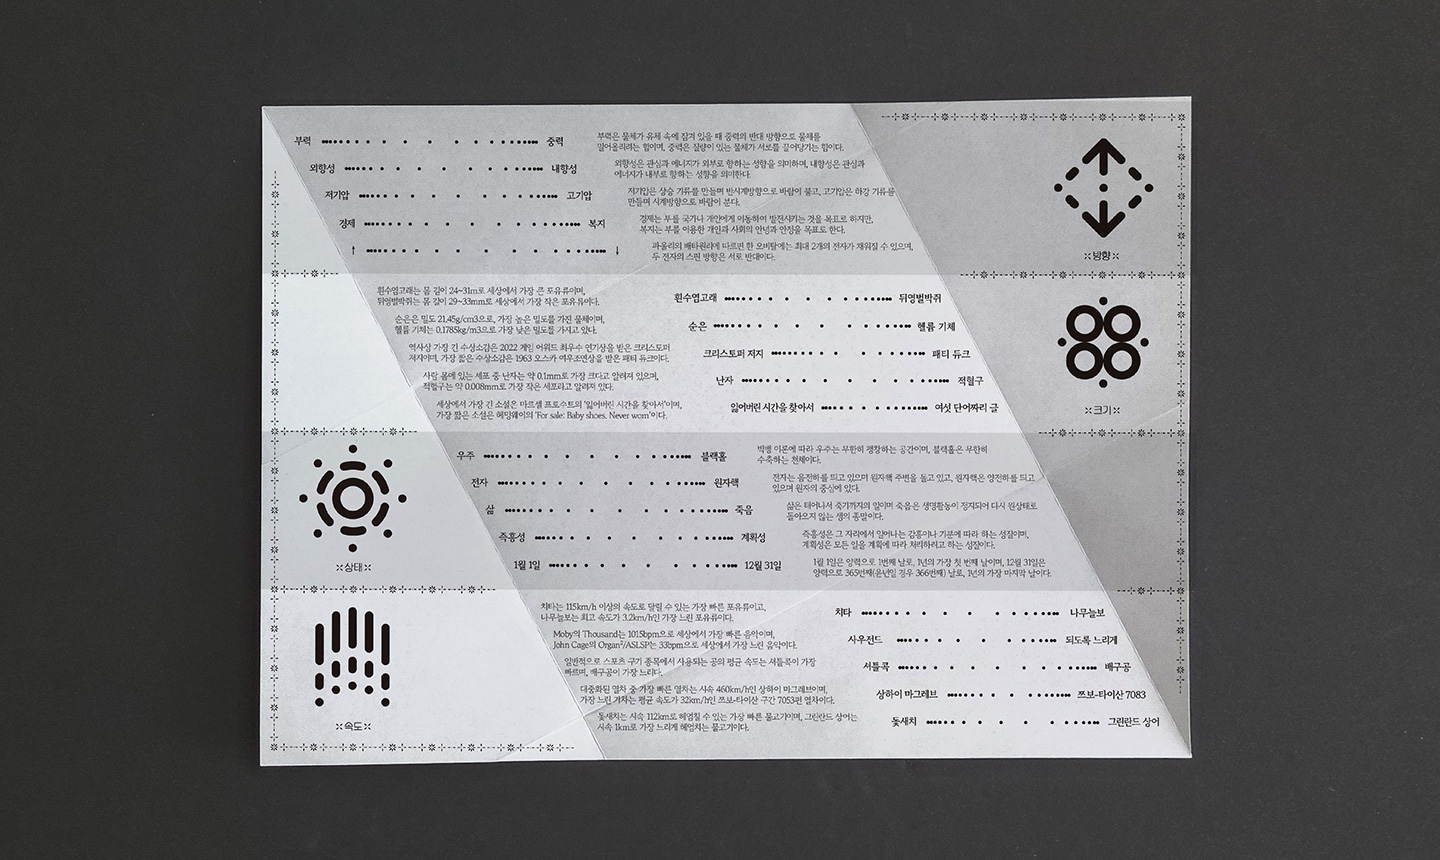 부력 중력
부력은 물체가 유체 속에 잠겨 있을 때 중력의 반대 방향으로 물체를
밀어올리려는 힘이며, 중력은 질량이 있는 물체가 서로를 끌어당기는 힘이다.
외향성 내향성
외향성은 관심과 에너지가 외부로 향하는 성향을 의미하며, 내향성은 관심과
에너지가 내부로 향하는 성향을 의미한다.
저기압 고기압
저기압은 상승 기류를 만들며 반시계방향으로 바람이 불고, 고기압은 하강 기류를
만들며 시계방향으로 바람이 분다.
경제 복지
경제는 부를 국가나 개인에게 이동하여 발전시키는 것을 목표로 하지만,
복지는 부를 이용한 개인과 사회의 안녕과 안정을 목표로 한다.
↑ ↓
파울리의 배타원리에 따르면 한 오비탈에는 최대 2개의 전자가 채워질 수 있으며,
두 전자의 스핀 방향은 서로 반대이다.
방향
흰수염고래는 몸 길이 24~31m로 세상에서 가장 큰 포유류이며,
뒤영벌박쥐는 몸 길이 29~33mm로 세상에서 가장 작은 포유류이다.
흰수염고래 뒤영벌박쥐
순은은 밀도 21.45g/cm3으로, 가장 높은 밀도를 가진 물체이며,
헬륨 기체는 0.1785kg/m3으로 가장 낮은 밀도를 가지고 있다.
순은 헬륨 기체
역사상 가장 긴 수상소감은 2022 게임 어워드 최우수 연기상을 받은 크리스토퍼
저지이며, 가장 짧은 수상소감은 1963 오스카 여우조연상을 받은 패티 듀크이다.
크리스토퍼 저지 패티 듀크
사람 몸에 있는 세포 중 난자는 약 0.1mm로 가장 크다고 알려져 있으며,
적혈구는 약 0.008mm로 가장 작은 세포라고 알려져 있다.
난자 적혈구
세상에서 가장 긴 소설은 마르셀 프로스트의 '잃어버린 시간을 찾아서'이며,
가장 짧은 소설은 헤밍웨이의 'For sale: Baby shoes. Never worn'이다.
잃어버린 시간을 찾아서 여섯 단어짜리 글
크기
우주 블랙홀
빅뱅 이론에 따라 우주는 무한히 팽창하는 공간이며, 블랙홀은 무한히
수축하는 천체이다.
전자 원자핵
전자는 음전하를 띄고 있으며 원자핵 주변을 돌고 있고, 원자핵은 양전하를 띄고
있으며 원자의 중심에 있다.
삶 죽음
삶은 태어나서 죽기까지의 일이며 죽음은 생명활동이 정지되어 다시 원상태로
돌아오지 않는 생의 종말이다.
즉흥성 계획성
즉흥성은 그 자리에서 일어나는 감흥이나 기분에 따라 하는 성질이며,
계획성은 모든 일을 계획에 따라 처리하려고 하는 성질이다.
1월 1일 12월 31일
1월 1일은 양력으로 1번째 날로, 1년의 가장 첫 번째 날이며, 12월 31일은
양력으로 365번째(윤년일 경우 366번째) 날로, 1년의 가장 마지막 날이다.
상태
치타는 115km/h 이상의 속도로 달릴 수 있는 가장 빠른 포유류이고,
나무늘보는 최고 속도가 3.2km/h인 가장 느린 포유류이다.
치타 나무늘보
Moby의 Thousand는 1015bpm으로 세상에서 가장 빠른 음악이며,
John Cage의 Organ²/ASLSP는 33bpm으로 세상에서 가장 느린 음악이다.
사우전드 되도록 느리게
일반적으로 스포츠 구기 종목에서 사용되는 공의 평균 속도는 셔틀콕이 가장
빠르며, 배구공이 가장 느리다.
셔틀콕 배구공
대중화된 열차 중 가장 빠른 열차는 시속 460km/h인 상하이 마그레브이며,
가장 느린 기차는 평균 속도가 32km/h인 쯔보-타이산 구간 7053편 열차이다.
상하이 마그레브 쯔보-타이산 7083
돛새치는 시속 112km로 헤엄칠 수 있는 가장 빠른 물고기이며, 그린란드 상어는
시속 1km로 가장 느리게 헤엄치는 물고기이다.
돛새치 그린란드 상어
속도